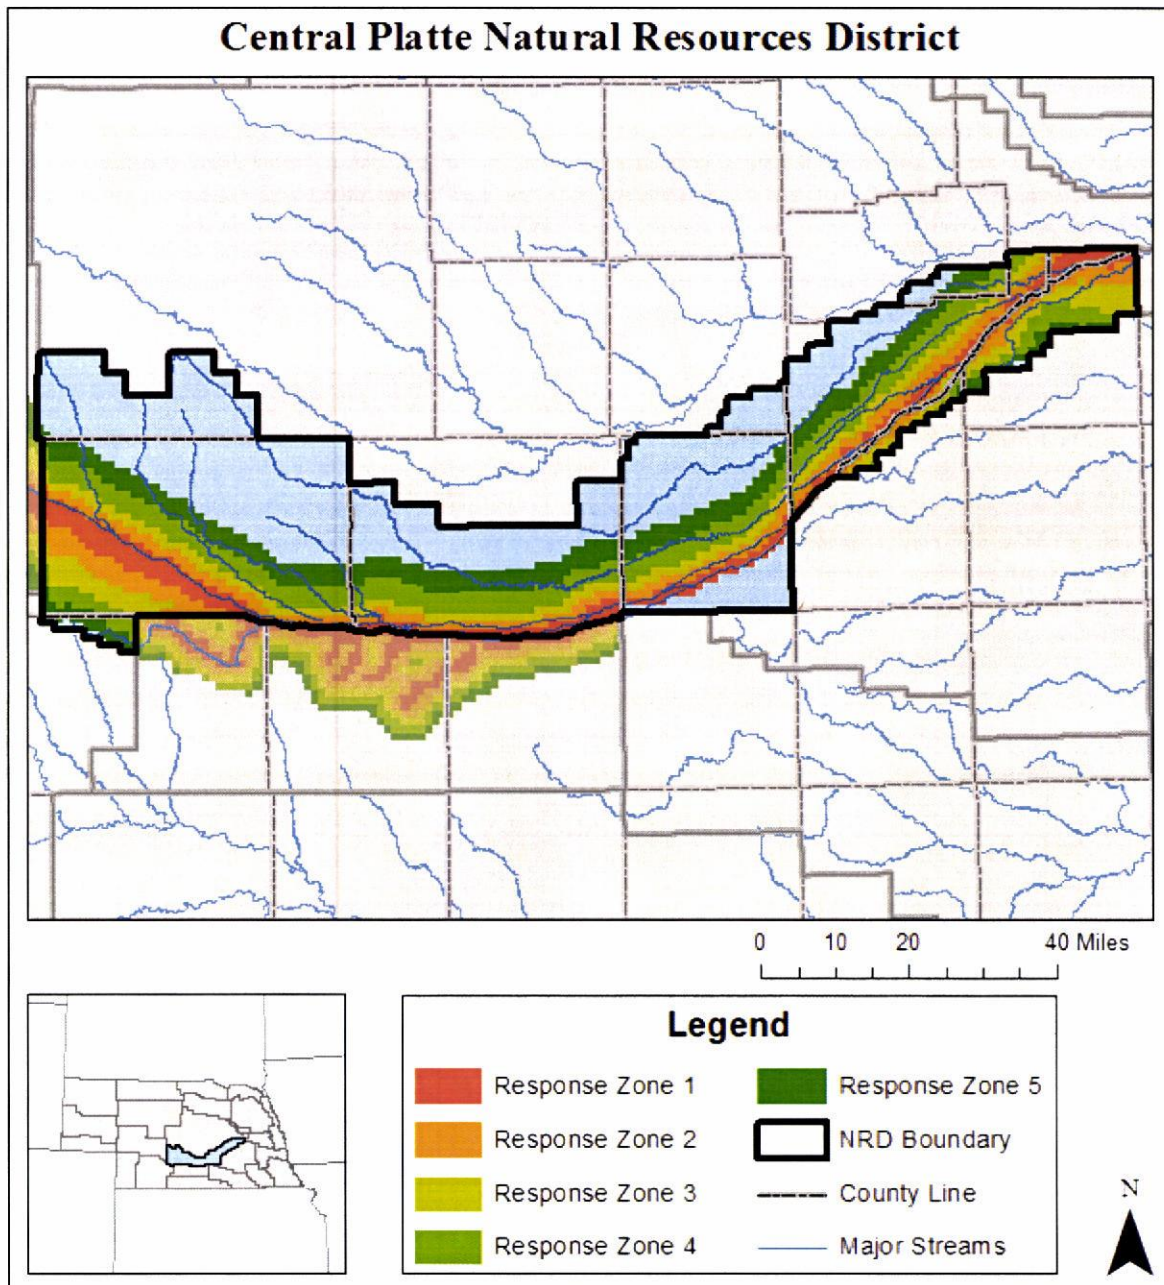 Central Platte Natural Resources District
0 10 20 40 Miles
Legend
Response Zone 1
Response Zone 2
Response Zone 3
Response Zone 4
Response Zone 5
NRD Boundary
County Line
Major Streams
N